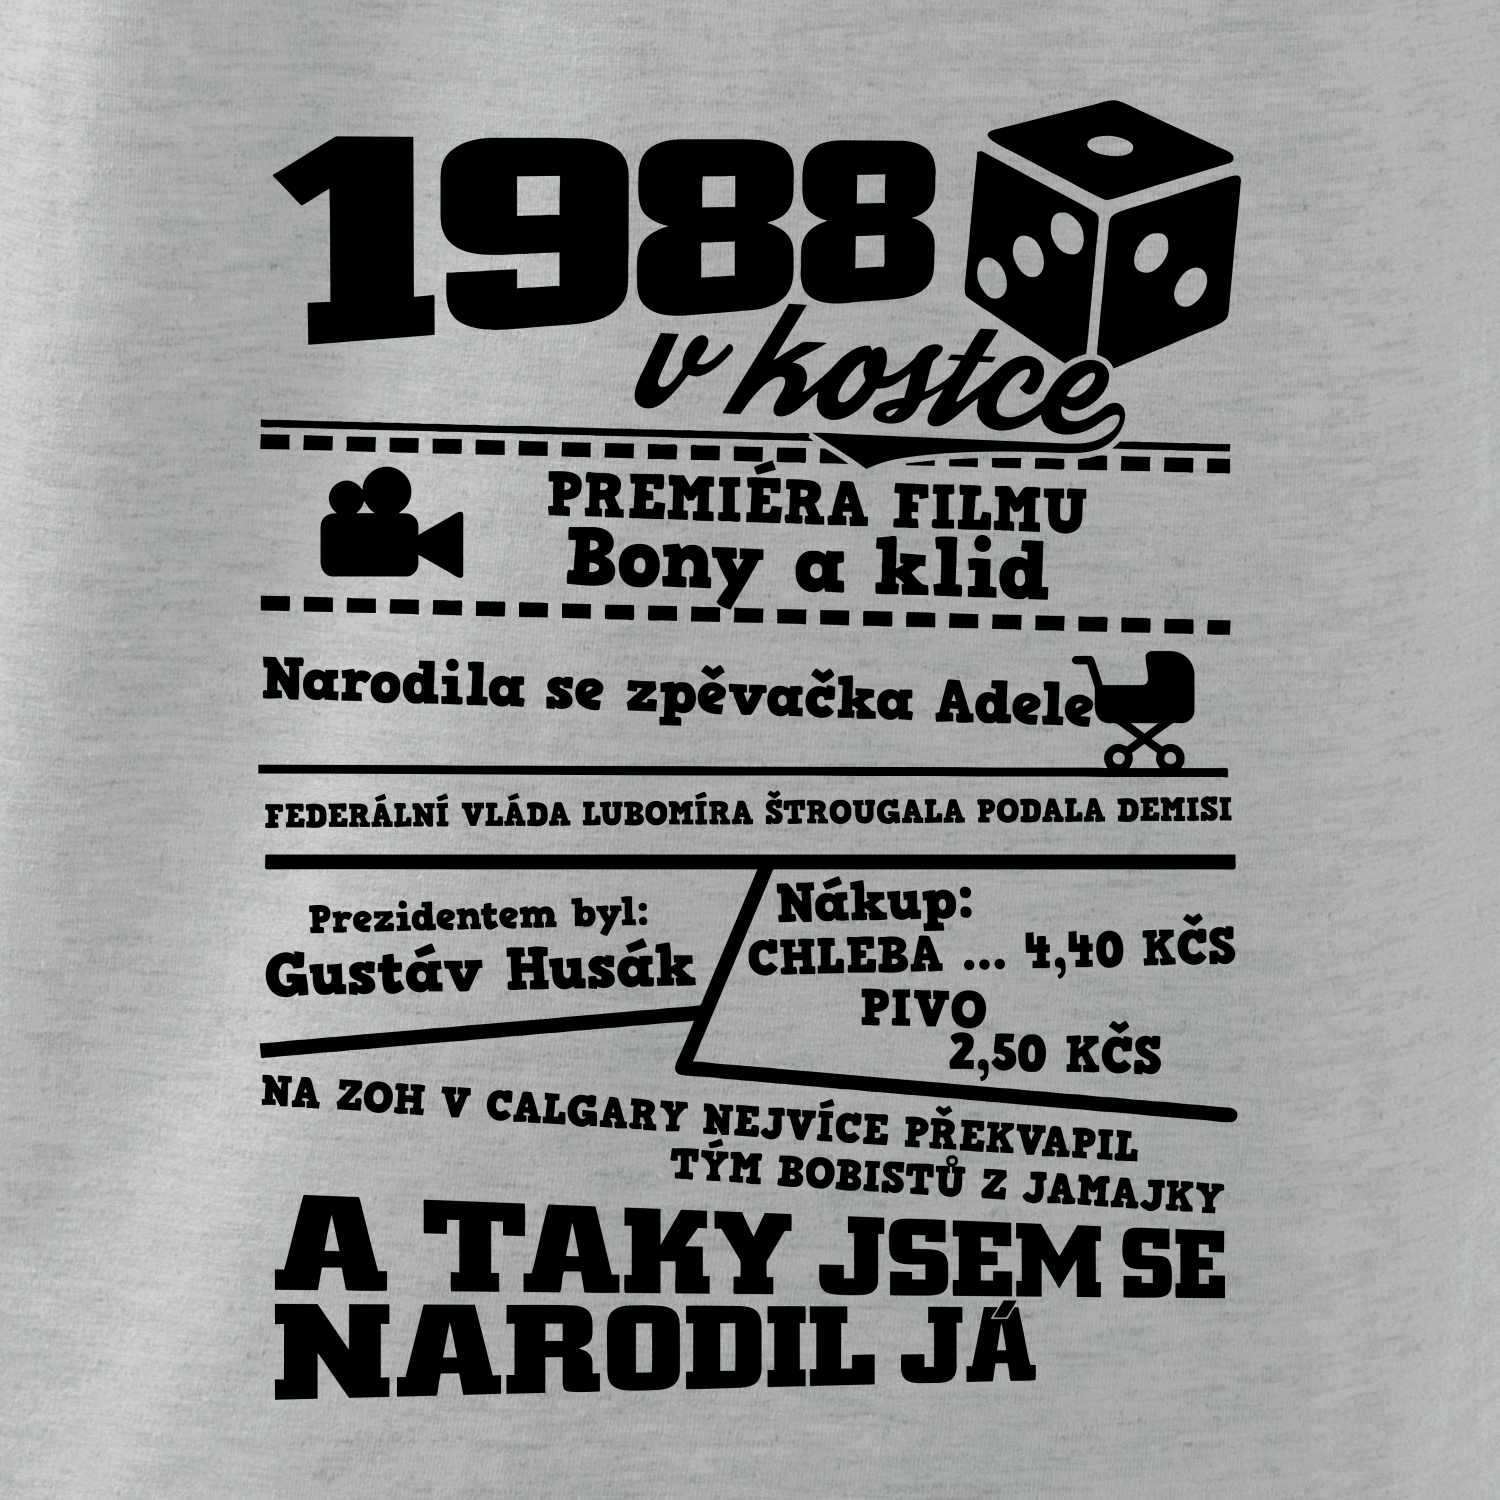 1988
v kostce
PREMIÉRA FILMU
Bony a klid
Narodila se zpěvačka Adele
FEDERÁLNÍ VLÁDA LUBOMÍRA ŠTROUGALA PODALA DEMISI
Prezidentem byl:
Gustáv Husák
Nákup:
CHLEBA ... 4,40 KČS
PIVO
2,50 KČS
NA ZOH V CALGARY NEJVÍCE PŘEKVAPIL
TÝM BOBISTŮ Z JAMAJKY
A TAKY JSEM SE
NARODIL JÁ